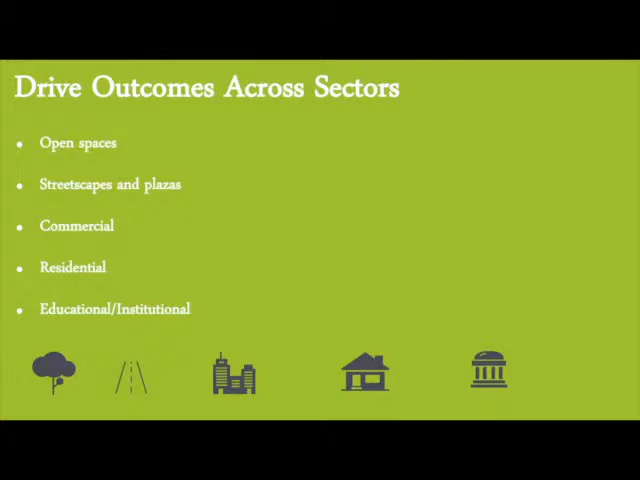 Drive Outcomes Across Sectors
• Open spaces
• Streetscapes and plazas
• Commercial
• Residential
• Educational/Institutional